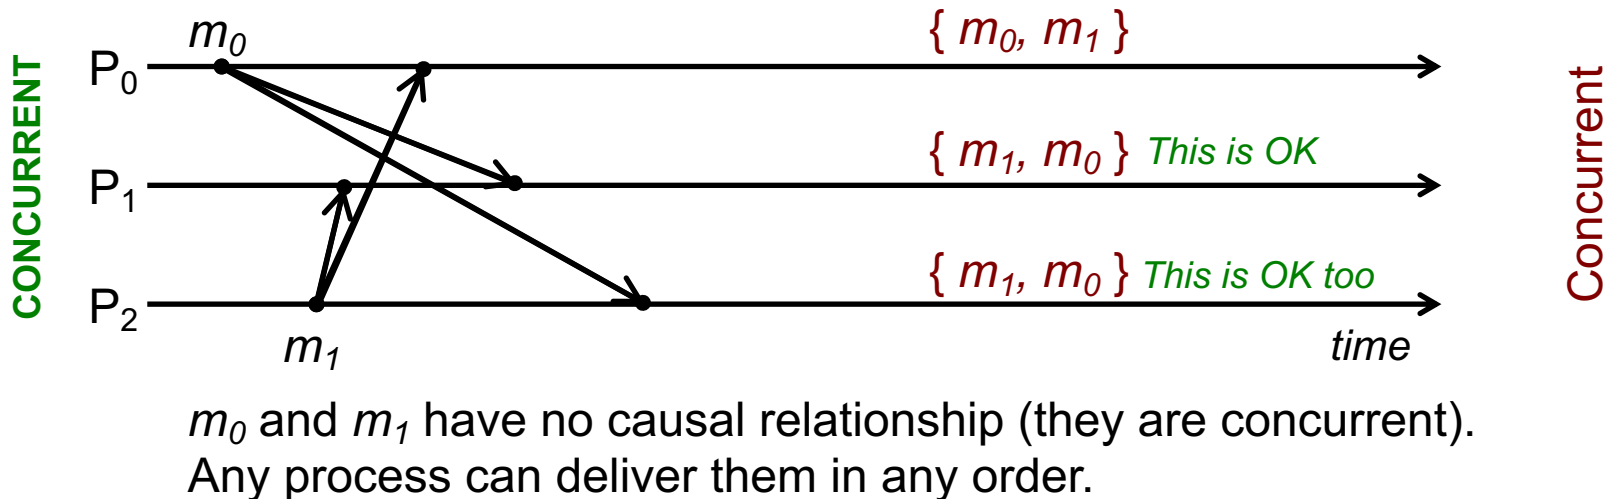 CONCURRENT
m₀ { m₀, m₁ }
P₀
P₁ { m₁, m₀ } This is OK
P₂ { m₁, m₀ } This is OK too
m₁ time
Concurrent
m₀ and m₁ have no causal relationship (they are concurrent).
Any process can deliver them in any order.